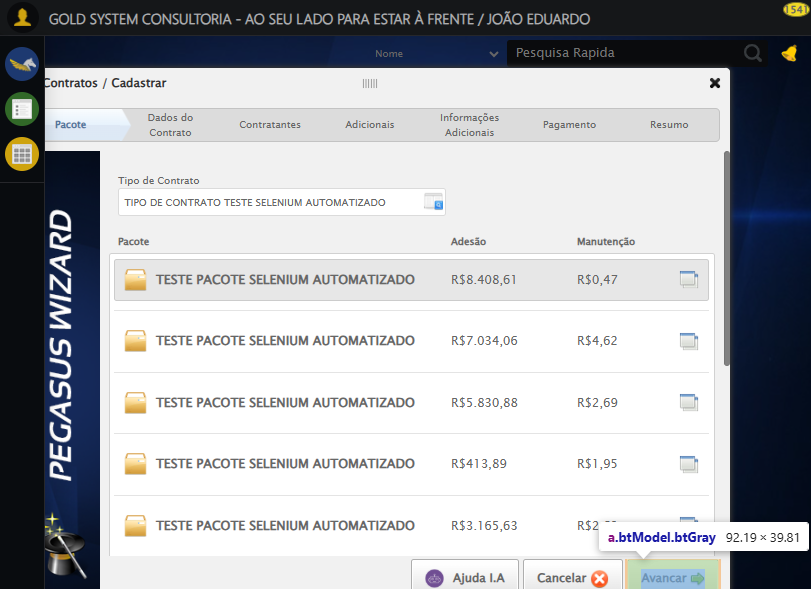 GOLD SYSTEM CONSULTORIA - AO SEU LADO PARA ESTAR À FRENTE / JOÃO EDUARDO
1541
Nome
Pesquisa Rapida
Contratos / Cadastrar
Pacote
Dados do
Contrato
Contratantes
Adicionais
Informações
Adicionais
Pagamento
Resumo
PEGASUS WIZARD
Tipo de Contrato
TIPO DE CONTRATO TESTE SELENIUM AUTOMATIZADO
Pacote Adesão Manutenção
TESTE PACOTE SELENIUM AUTOMATIZADO R$8.408,61 R$0,47
TESTE PACOTE SELENIUM AUTOMATIZADO R$7.034,06 R$4,62
TESTE PACOTE SELENIUM AUTOMATIZADO R$5.830,88 R$2,69
TESTE PACOTE SELENIUM AUTOMATIZADO R$413,89 R$1,95
TESTE PACOTE SELENIUM AUTOMATIZADO R$3.165,63
a.btModel.btGray 92.19 × 39.81
Ajuda I.A Cancelar Avancar